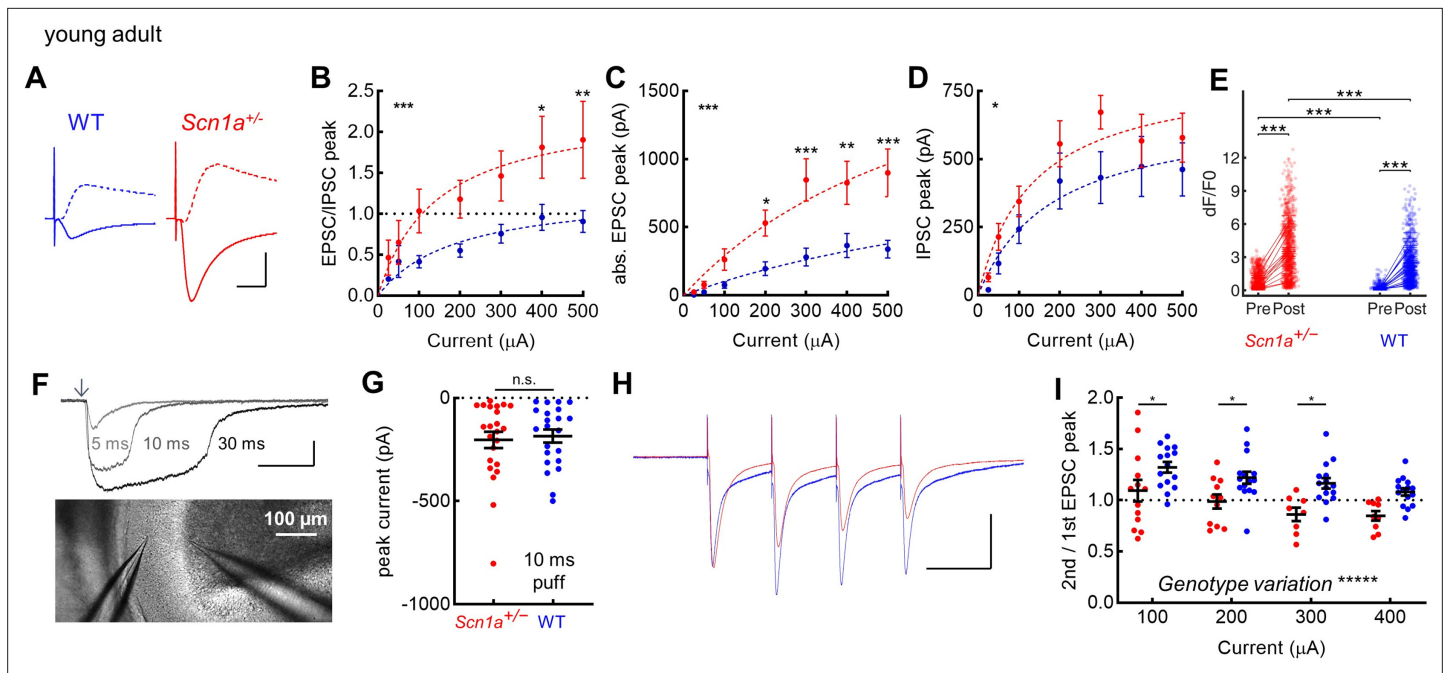 young adult
A
WT
Scn1a+/-
B
EPSC/IPSC peak
2.5
2.0
1.5
1.0
0.5
0.0
***
*
**
0 100 200 300 400 500
Current (μA)
C
abs. EPSC peak (pA)
1500
1000
500
0
***
*
***
**
***
0 100 200 300 400 500
Current (μA)
D
IPSC peak (pA)
750
500
250
0
*
0 100 200 300 400 500
Current (μA)
E
dF/F0
12
9
6
3
0
***
***
***
***
Pre Post
Pre Post
Scn1a+/−
WT
F
5 ms
10 ms
30 ms
100 µm
G
n.s.
peak current (pA)
0
-500
-1000
10 ms
puff
Scn1a+/−
WT
H
I
2nd / 1st EPSC peak
2.0
1.5
1.0
0.5
0.0
*
*
*
Genotype variation *****
100 200 300 400
Current (μA)